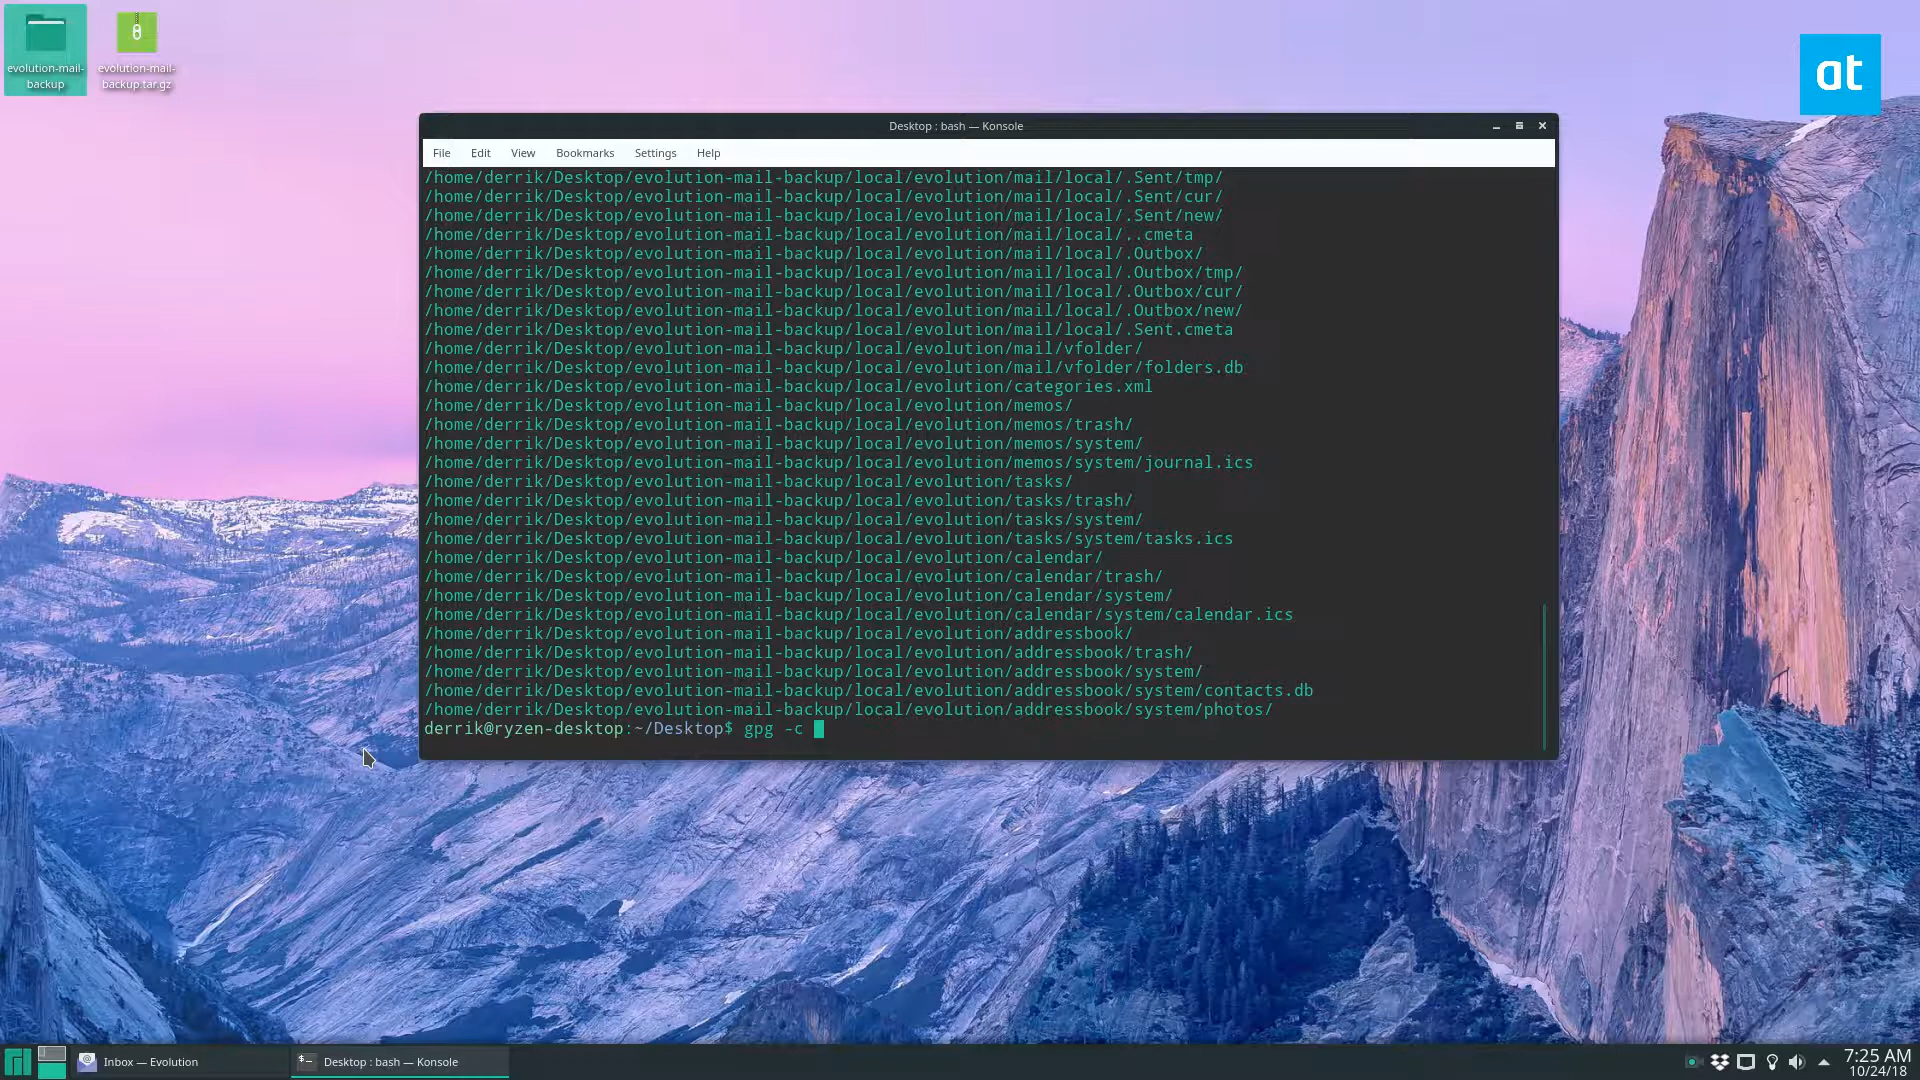 evolution-mail-
backup
evolution-mail-
backup.tar.gz
at
Desktop : bash — Konsole
File Edit View Bookmarks Settings Help
/home/derrik/Desktop/evolution-mail-backup/local/evolution/mail/local/.Sent/tmp/
/home/derrik/Desktop/evolution-mail-backup/local/evolution/mail/local/.Sent/cur/
/home/derrik/Desktop/evolution-mail-backup/local/evolution/mail/local/.Sent/new/
/home/derrik/Desktop/evolution-mail-backup/local/evolution/mail/local/..cmeta
/home/derrik/Desktop/evolution-mail-backup/local/evolution/mail/local/.Outbox/
/home/derrik/Desktop/evolution-mail-backup/local/evolution/mail/local/.Outbox/tmp/
/home/derrik/Desktop/evolution-mail-backup/local/evolution/mail/local/.Outbox/cur/
/home/derrik/Desktop/evolution-mail-backup/local/evolution/mail/local/.Outbox/new/
/home/derrik/Desktop/evolution-mail-backup/local/evolution/mail/local/.Sent.cmeta
/home/derrik/Desktop/evolution-mail-backup/local/evolution/mail/vfolder/
/home/derrik/Desktop/evolution-mail-backup/local/evolution/mail/vfolder/folders.db
/home/derrik/Desktop/evolution-mail-backup/local/evolution/categories.xml
/home/derrik/Desktop/evolution-mail-backup/local/evolution/memos/
/home/derrik/Desktop/evolution-mail-backup/local/evolution/memos/trash/
/home/derrik/Desktop/evolution-mail-backup/local/evolution/memos/system/
/home/derrik/Desktop/evolution-mail-backup/local/evolution/memos/system/journal.ics
/home/derrik/Desktop/evolution-mail-backup/local/evolution/tasks/
/home/derrik/Desktop/evolution-mail-backup/local/evolution/tasks/trash/
/home/derrik/Desktop/evolution-mail-backup/local/evolution/tasks/system/
/home/derrik/Desktop/evolution-mail-backup/local/evolution/tasks/system/tasks.ics
/home/derrik/Desktop/evolution-mail-backup/local/evolution/calendar/
/home/derrik/Desktop/evolution-mail-backup/local/evolution/calendar/trash/
/home/derrik/Desktop/evolution-mail-backup/local/evolution/calendar/system/
/home/derrik/Desktop/evolution-mail-backup/local/evolution/calendar/system/calendar.ics
/home/derrik/Desktop/evolution-mail-backup/local/evolution/addressbook/
/home/derrik/Desktop/evolution-mail-backup/local/evolution/addressbook/trash/
/home/derrik/Desktop/evolution-mail-backup/local/evolution/addressbook/system/
/home/derrik/Desktop/evolution-mail-backup/local/evolution/addressbook/system/contacts.db
/home/derrik/Desktop/evolution-mail-backup/local/evolution/addressbook/system/photos/
derrik@ryzen-desktop:~/Desktop$ gpg -c
Inbox — Evolution
Desktop : bash — Konsole
7:25 AM
10/24/18